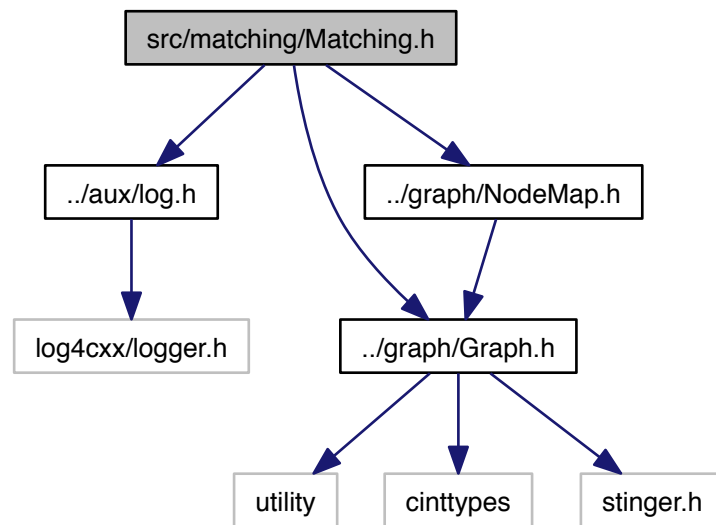 src/matching/Matching.h
../aux/log.h
../graph/NodeMap.h
log4cxx/logger.h
../graph/Graph.h
utility
cinttypes
stinger.h